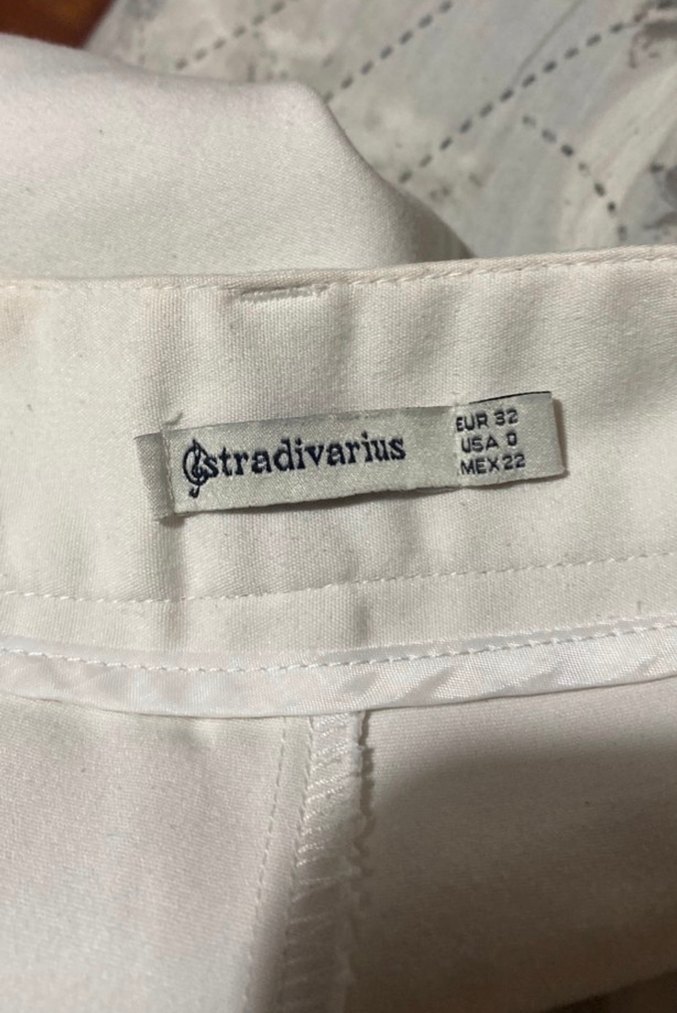 stradivarius
EUR 32
USA 0
MEX 22